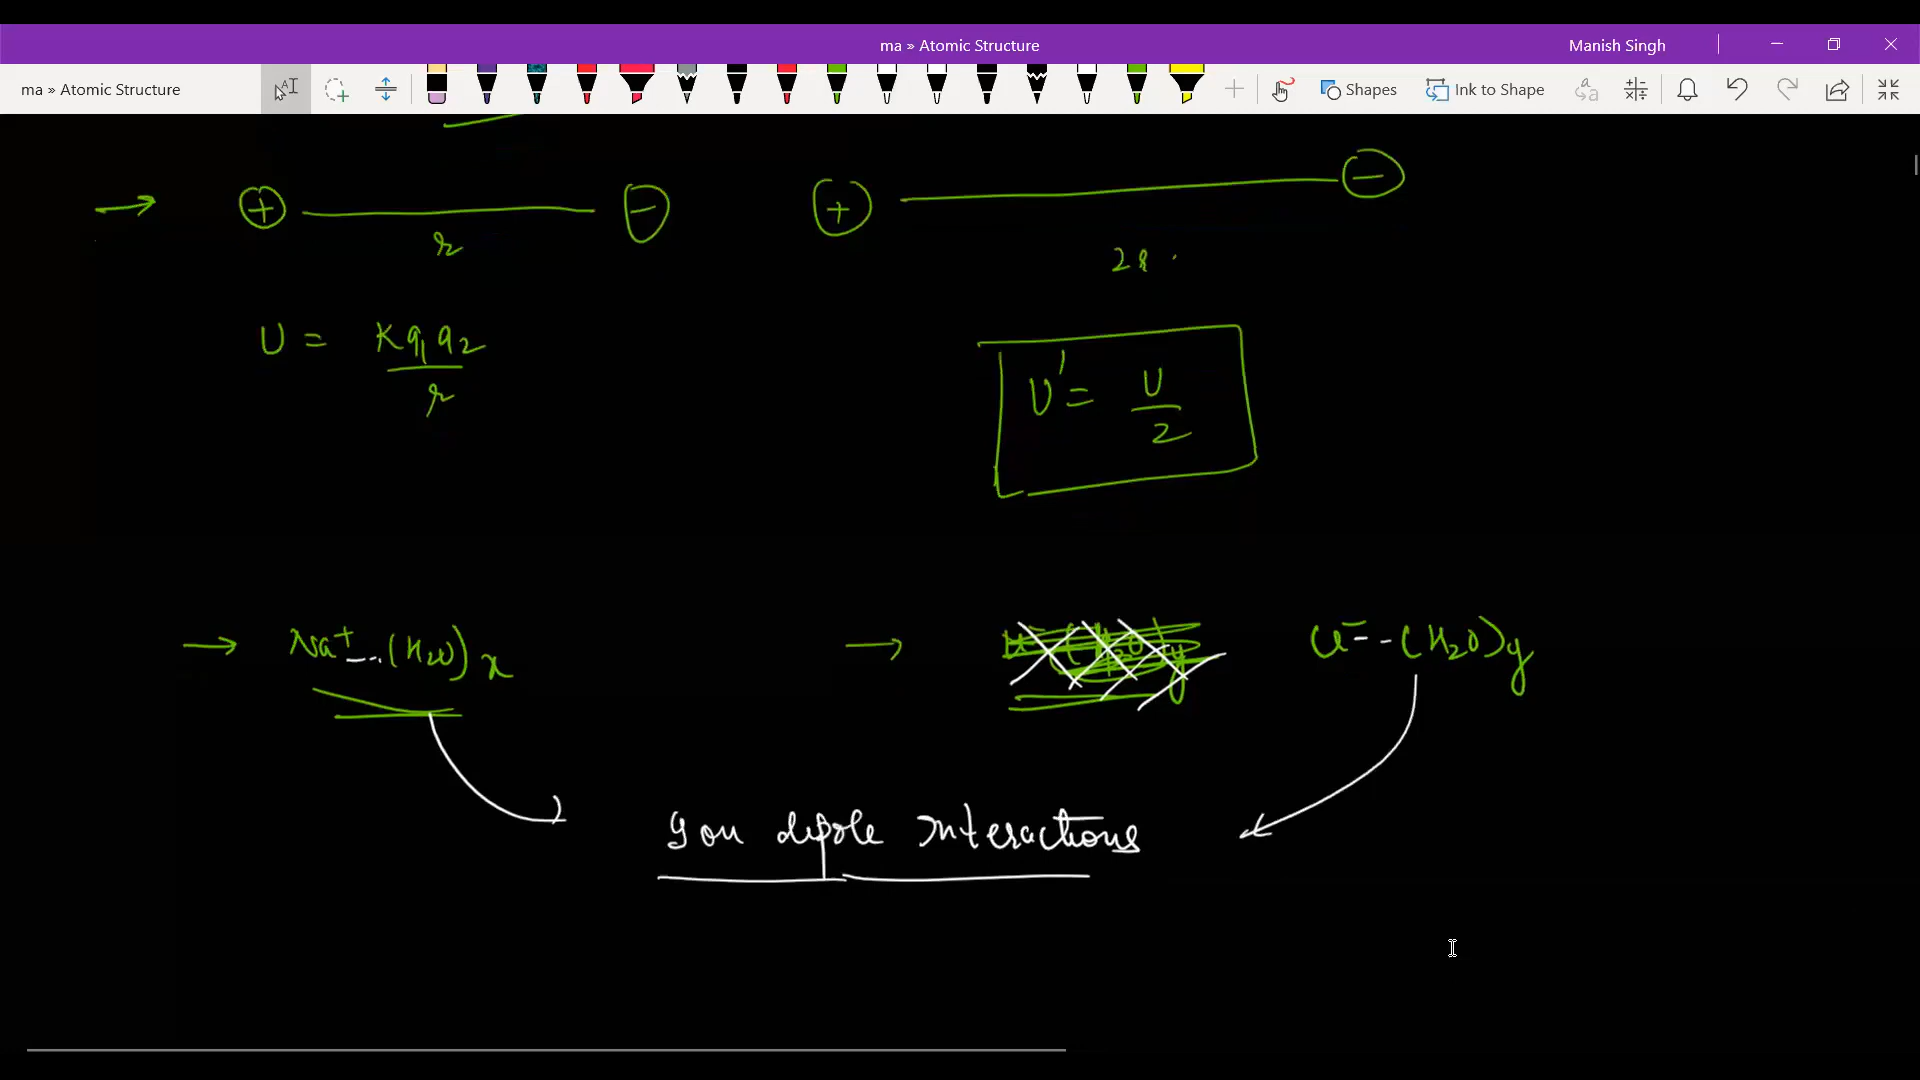 ma » Atomic Structure
Manish Singh
ma » Atomic Structure
Shapes
Ink to Shape
→ + r − + 2r −
U = Kq₁q₂/r
U' = U/2
→ Na⁺---(H₂O)x → Cl⁻--(H₂O)y
Ion dipole Interactions